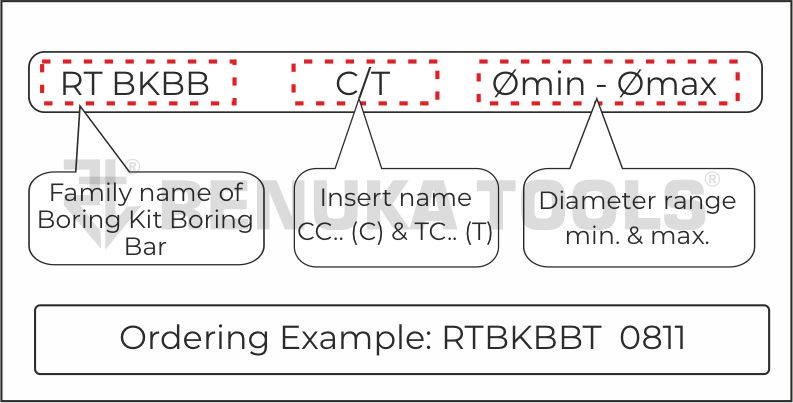 RT BKBB C/T Ømin - Ømax
Family name of
Boring Kit Boring
Bar
Insert name
CC.. (C) & TC.. (T)
Diameter range
min. & max.
BENUKA TOOLS®
Ordering Example: RTBKBBT 0811